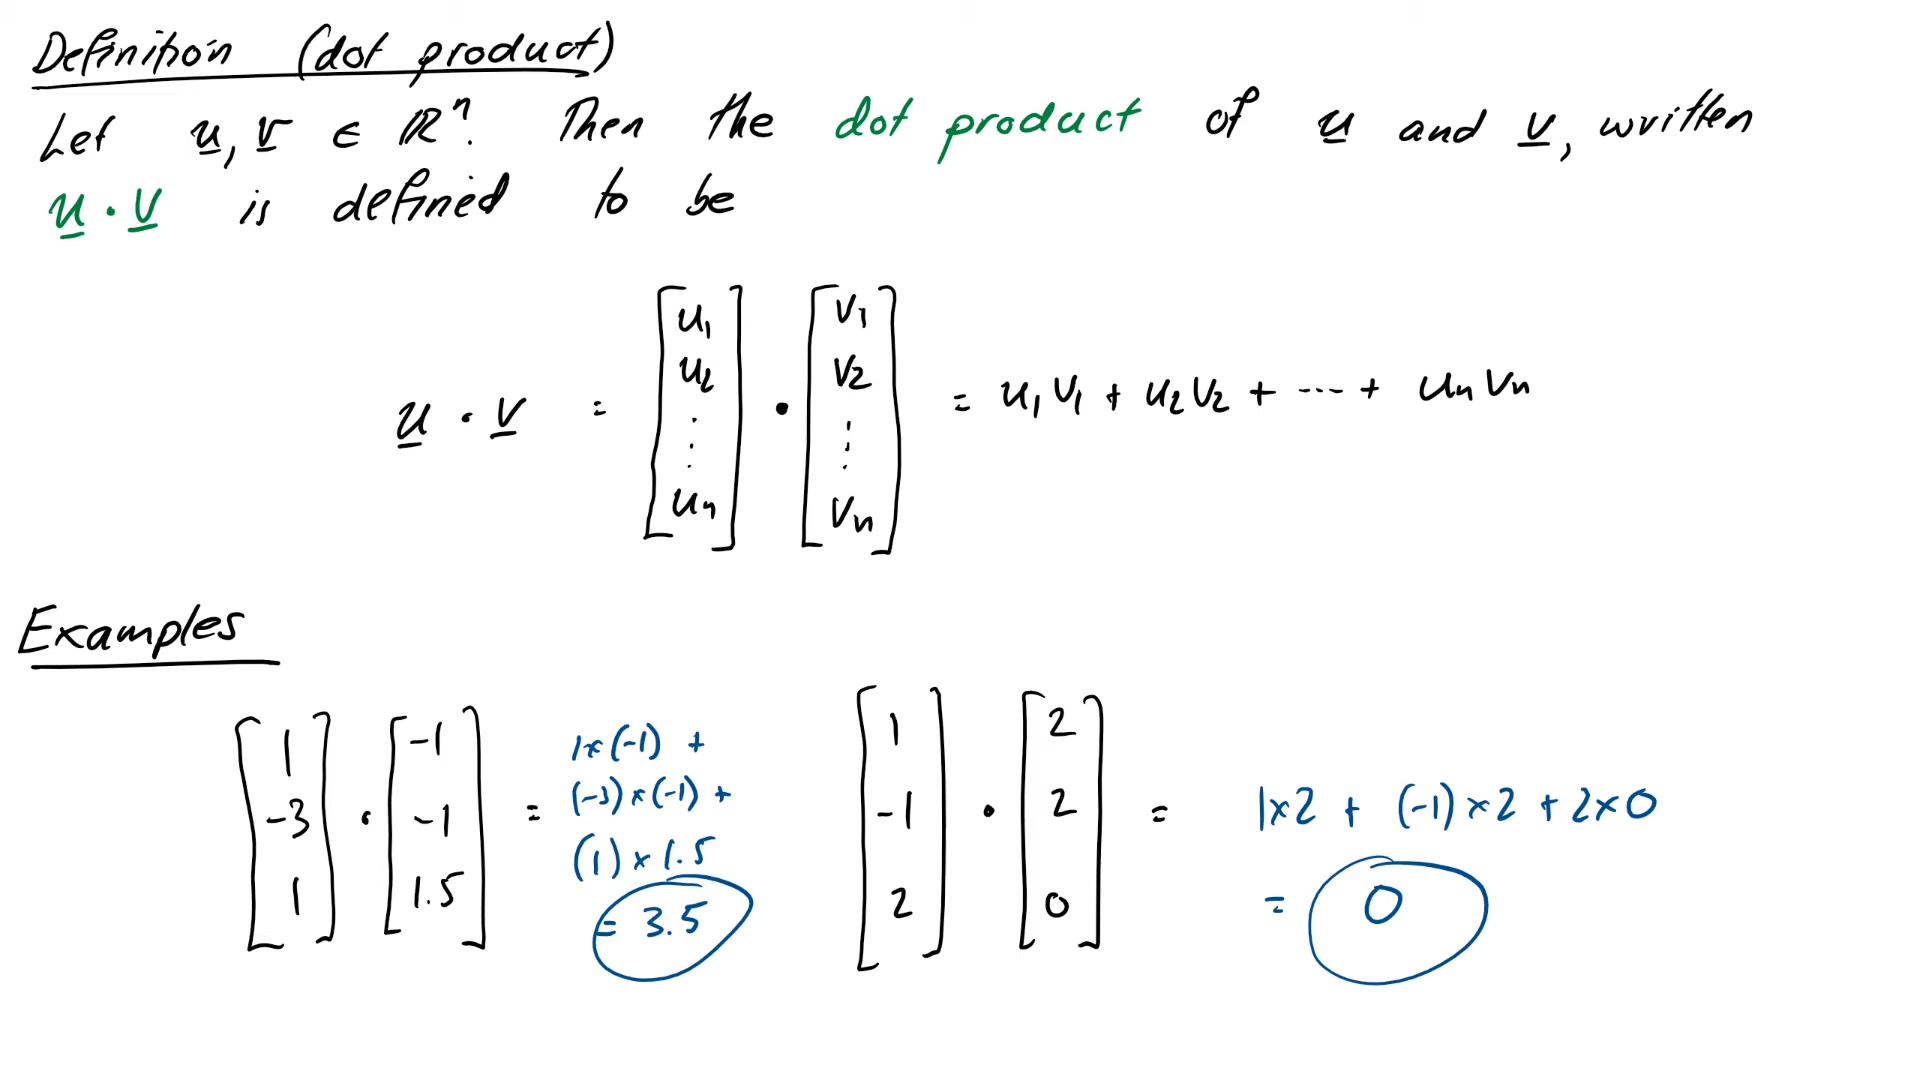 Definition (dot product)
Let u, v ∈ ℝⁿ. Then the dot product of u and v, written
u · v is defined to be
u · v = [u₁ u₂ ⋮ uₙ] · [v₁ v₂ ⋮ vₙ] = u₁v₁ + u₂v₂ + ··· + uₙvₙ
Examples
[1 -3 1] · [-1 -1 1.5] = 1×(-1) +
(-3)×(-1) +
(1)×1.5
= 3.5
[1 -1 2] · [2 2 0] = 1×2 + (-1)×2 + 2×0
= 0